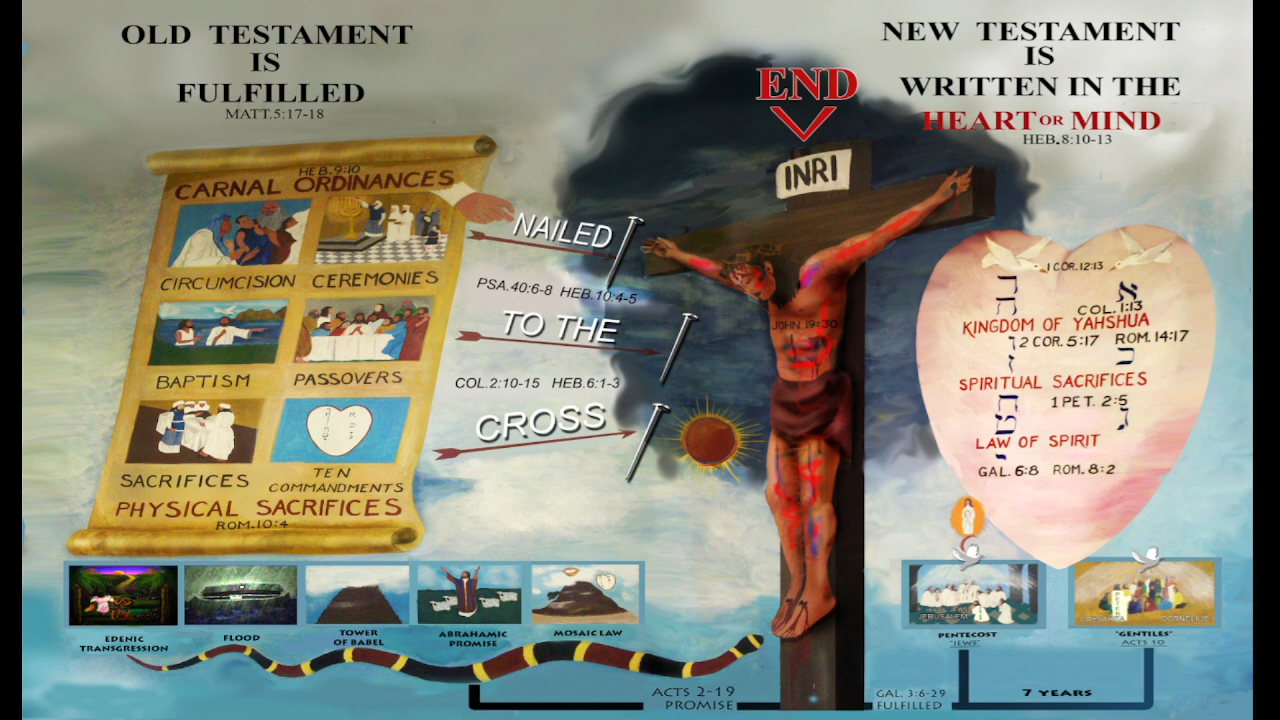 OLD TESTAMENT
IS
FULFILLED
MATT.5:17-18
HEB.9:10
CARNAL ORDINANCES
CIRCUMCISION CEREMONIES
BAPTISM PASSOVERS
SACRIFICES TEN
COMMANDMENTS
PHYSICAL SACRIFICES
ROM.10:4
NAILED
PSA.40:6-8 HEB.10:4-5
TO THE
COL.2:10-15 HEB.6:1-3
CROSS
END
INRI
JOHN 19:30
NEW TESTAMENT
IS
WRITTEN IN THE
HEART OR MIND
HEB.8:10-13
1 COR.12:13
COL.1:13
KINGDOM OF YAHSHUA
2 COR.5:17 ROM.14:17
SPIRITUAL SACRIFICES
1 PET. 2:5
LAW OF SPIRIT
GAL. 6:8 ROM. 8:2
EDENIC
TRANSGRESSION
FLOOD
TOWER
OF BABEL
ABRAHAMIC
PROMISE
MOSAIC LAW
JERUSALEM
CORNELIUS
PENTECOST
"JEWS"
"GENTILES"
ACTS 10
ACTS 2-19
PROMISE
GAL. 3:6-29
FULFILLED
7 YEARS